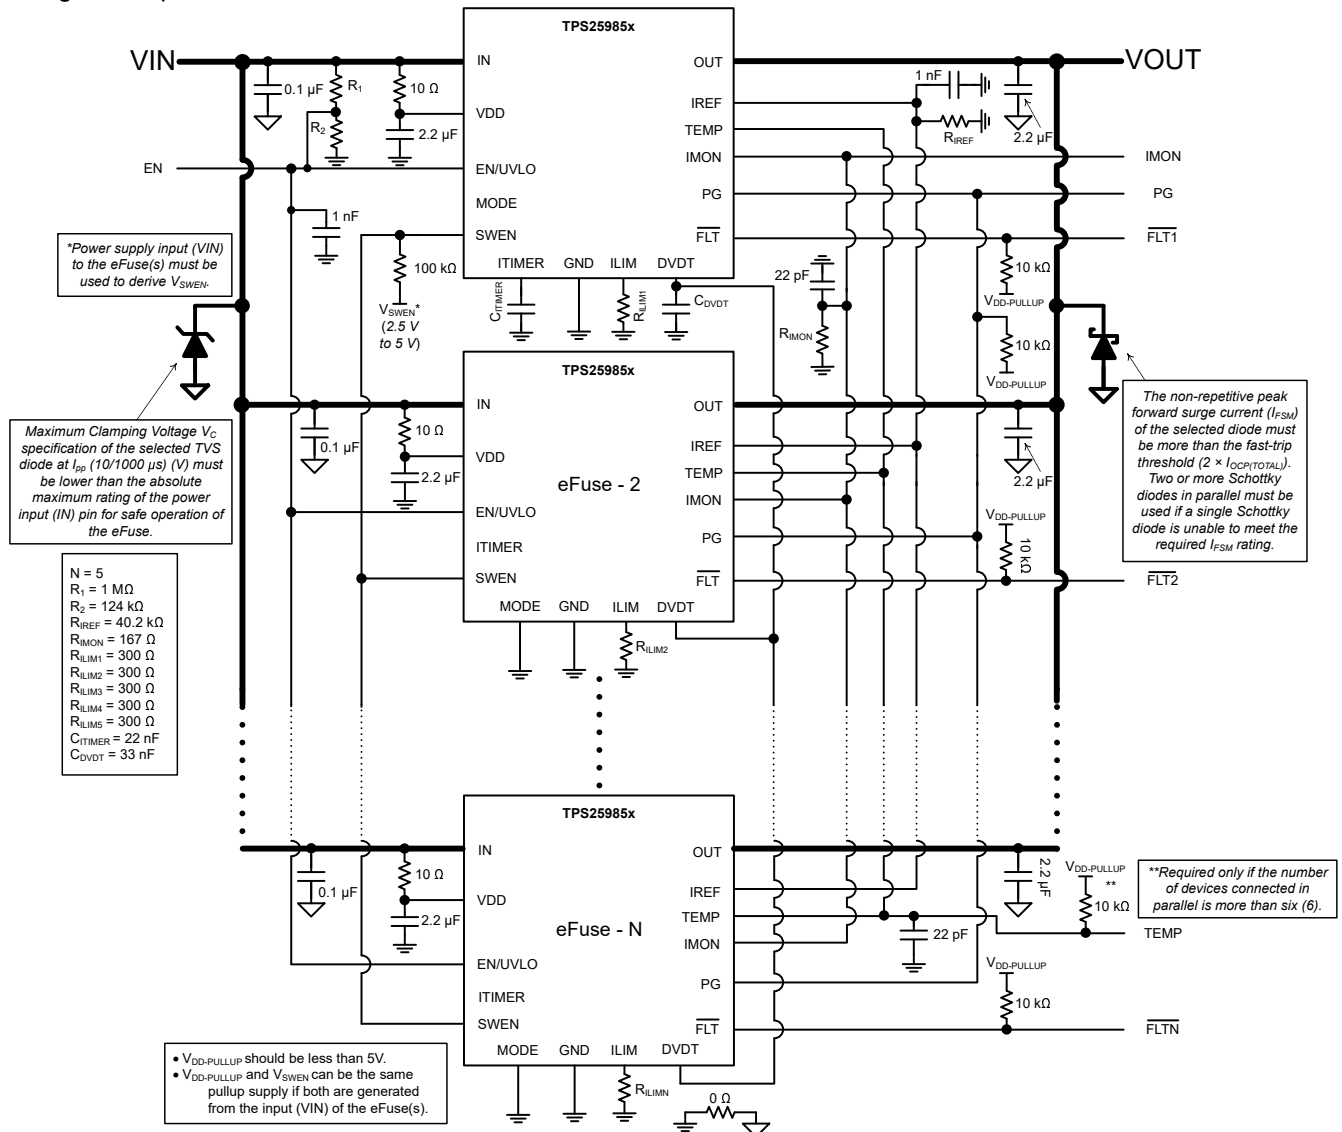 TPS25985x
VIN
IN
OUT
VOUT
0.1 µF
R1
10 Ω
1 nF
IREF
VDD
R2
2.2 µF
TEMP
RIREF
2.2 µF
EN
EN/UVLO
IMON
IMON
MODE
PG
PG
1 nF
SWEN
FLT
FLT1
*Power supply input (VIN)
to the eFuse(s) must be
used to derive VSWEN.
100 kΩ
ITIMER
GND
ILIM
DVDT
22 pF
10 kΩ
VDD-PULLUP
VSWEN*
(2.5 V
to 5 V)
CITIMER
RILIM1
CDVDT
RIMON
10 kΩ
VDD-PULLUP
TPS25985x
IN
OUT
Maximum Clamping Voltage VC
specification of the selected TVS
diode at Ipp (10/1000 µs) (V) must
be lower than the absolute
maximum rating of the power
input (IN) pin for safe operation of
the eFuse.
The non-repetitive peak
forward surge current (IFSM)
of the selected diode must
be more than the fast-trip
threshold (2 × IOCP(TOTAL)).
Two or more Schottky
diodes in parallel must be
used if a single Schottky
diode is unable to meet the
required IFSM rating.
0.1 µF
10 Ω
VDD
2.2 µF
eFuse - 2
IREF
TEMP
IMON
2.2 µF
EN/UVLO
ITIMER
SWEN
PG
FLT
VDD-PULLUP
10 kΩ
FLT2
MODE
GND
ILIM
DVDT
RILIM2
N = 5
R1 = 1 MΩ
R2 = 124 kΩ
RIREF = 40.2 kΩ
RIMON = 167 Ω
RILIM1 = 300 Ω
RILIM2 = 300 Ω
RILIM3 = 300 Ω
RILIM4 = 300 Ω
RILIM5 = 300 Ω
CITIMER = 22 nF
CDVDT = 33 nF
TPS25985x
IN
OUT
0.1 µF
10 Ω
VDD
2.2 µF
eFuse - N
IREF
TEMP
IMON
2.2 µF
VDD-PULLUP
**
10 kΩ
**Required only if the number
of devices connected in
parallel is more than six (6).
22 pF
TEMP
EN/UVLO
ITIMER
SWEN
PG
FLT
VDD-PULLUP
10 kΩ
FLTN
MODE
GND
ILIM
DVDT
RILIMN
0 Ω
• VDD-PULLUP should be less than 5V.
• VDD-PULLUP and VSWEN can be the same
pullup supply if both are generated
from the input (VIN) of the eFuse(s).